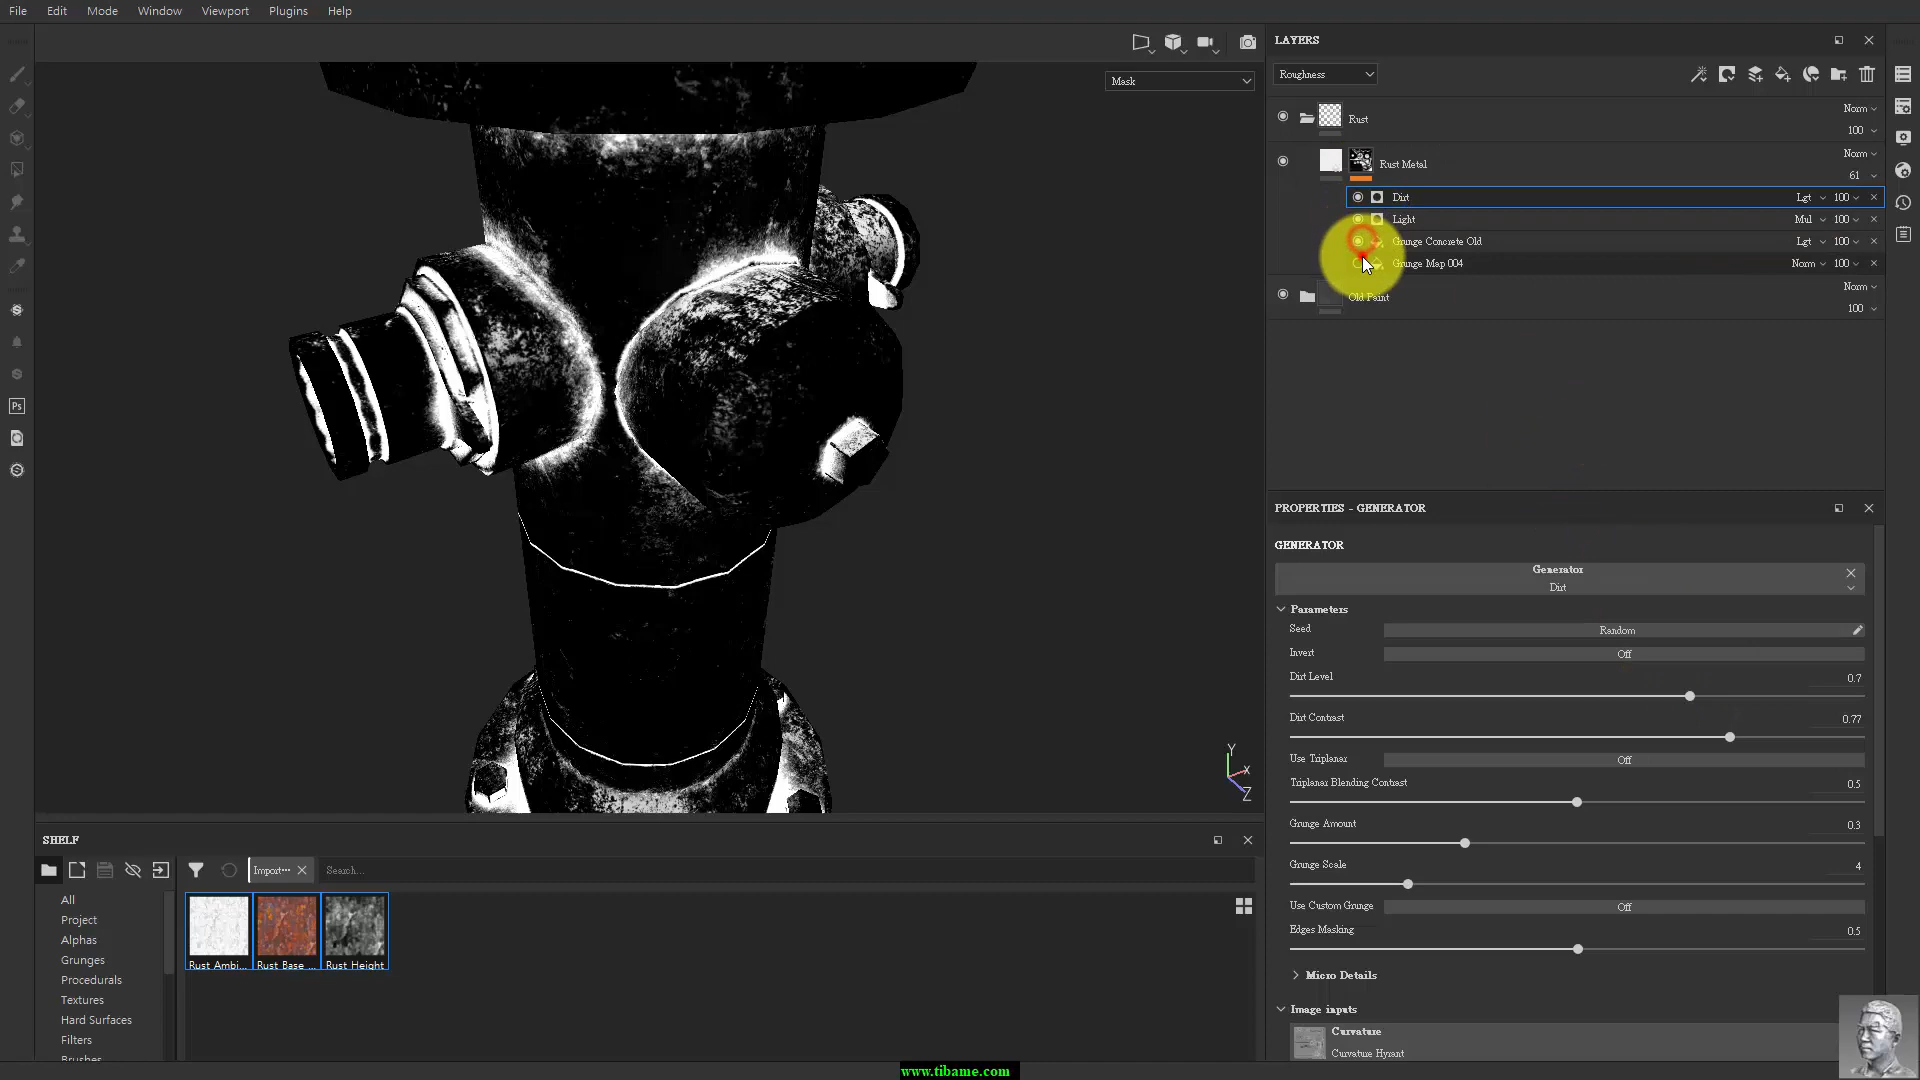 File Edit Mode Window Viewport Plugins Help
Mask
LAYERS
Roughness
Rust
Norm
100
Rust Metal
Norm
61
Dirt Lgt 100
Light Mul 100
Grunge Concrete Old Lgt 100
Grunge Map 004 Norm 100
Old Paint
Norm
100
PROPERTIES - GENERATOR
GENERATOR
Generator
Dirt
Parameters
Seed Random
Invert Off
Dirt Level 0.7
Dirt Contrast 0.77
Use Triplanar Off
Triplanar Blending Contrast 0.5
Grunge Amount 0.3
Grunge Scale 4
Use Custom Grunge Off
Edges Masking 0.5
Micro Details
Image inputs
Curvature
Curvature Hyrant
Y
X
Z
Ps
SHELF
Import··· Search...
All
Project
Alphas
Grunges
Procedurals
Textures
Hard Surfaces
Filters
Brushes
Rust Ambi... Rust Base ... Rust Height
www.tibame.com